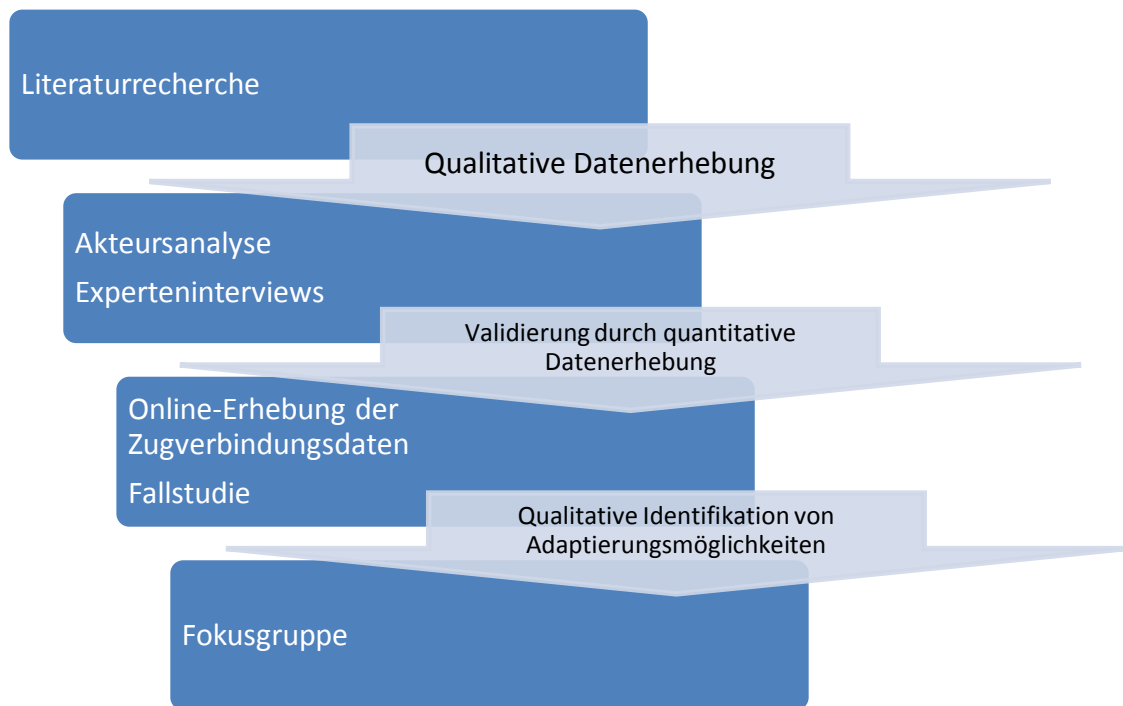 Literaturrecherche
Qualitative Datenerhebung
Akteursanalyse
Experteninterviews
Validierung durch quantitative
Datenerhebung
Online-Erhebung der
Zugverbindungsdaten
Fallstudie
Qualitative Identifikation von
Adaptierungsmöglichkeiten
Fokusgruppe